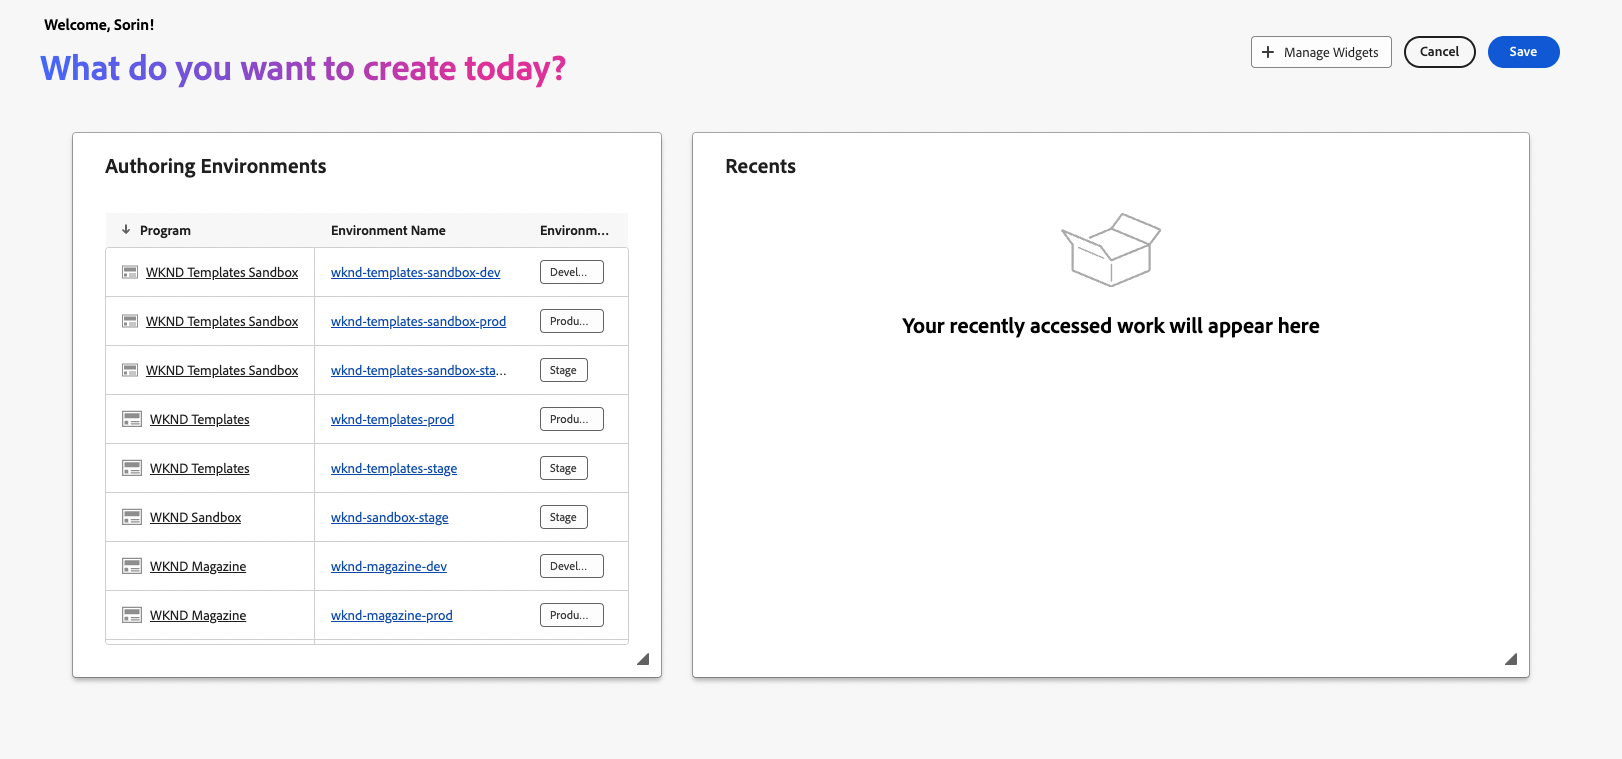 Welcome, Sorin!
What do you want to create today?
Manage Widgets
Cancel
Save
Authoring Environments
Program Environment Name Environm...
WKND Templates Sandbox wknd-templates-sandbox-dev Devel...
WKND Templates Sandbox wknd-templates-sandbox-prod Produ...
WKND Templates Sandbox wknd-templates-sandbox-sta... Stage
WKND Templates wknd-templates-prod Produ...
WKND Templates wknd-templates-stage Stage
WKND Sandbox wknd-sandbox-stage Stage
WKND Magazine wknd-magazine-dev Devel...
WKND Magazine wknd-magazine-prod Produ...
Recents
Your recently accessed work will appear here